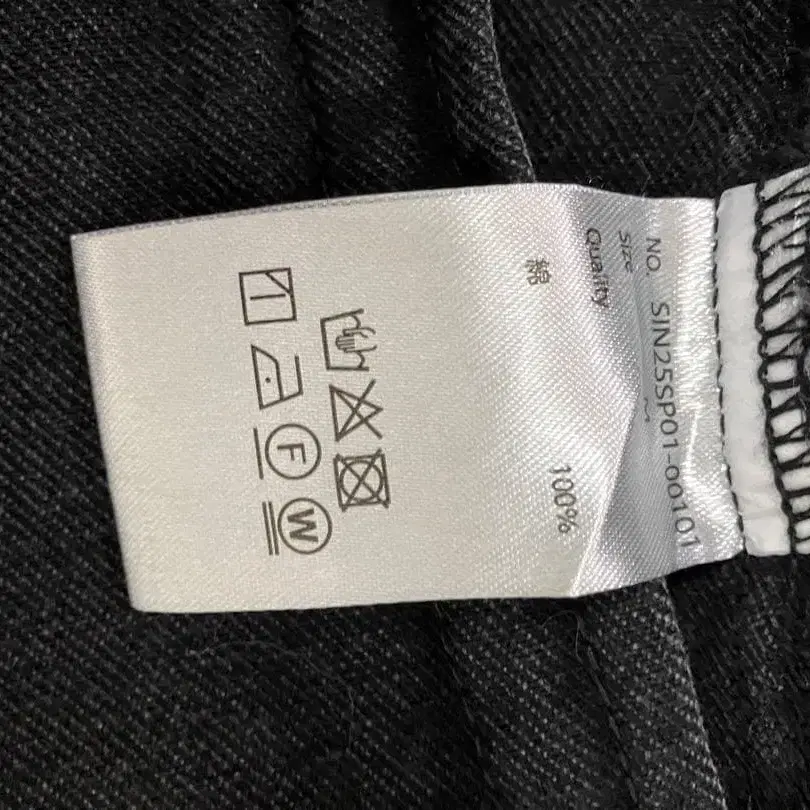 NO. SIN25SP01-00101
Size ~
Quality
綿 100%
F W